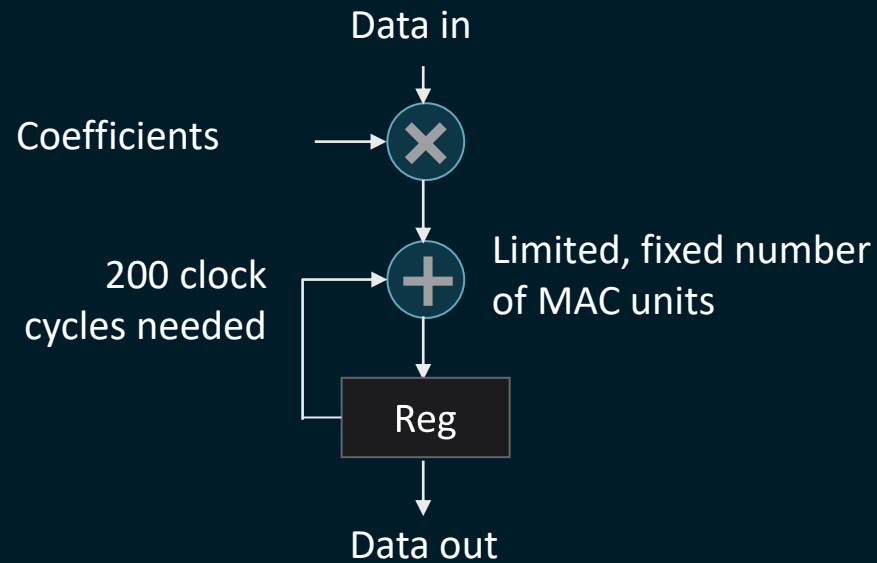 Data in
Coefficients
200 clock
cycles needed
Limited, fixed number
of MAC units
Reg
Data out